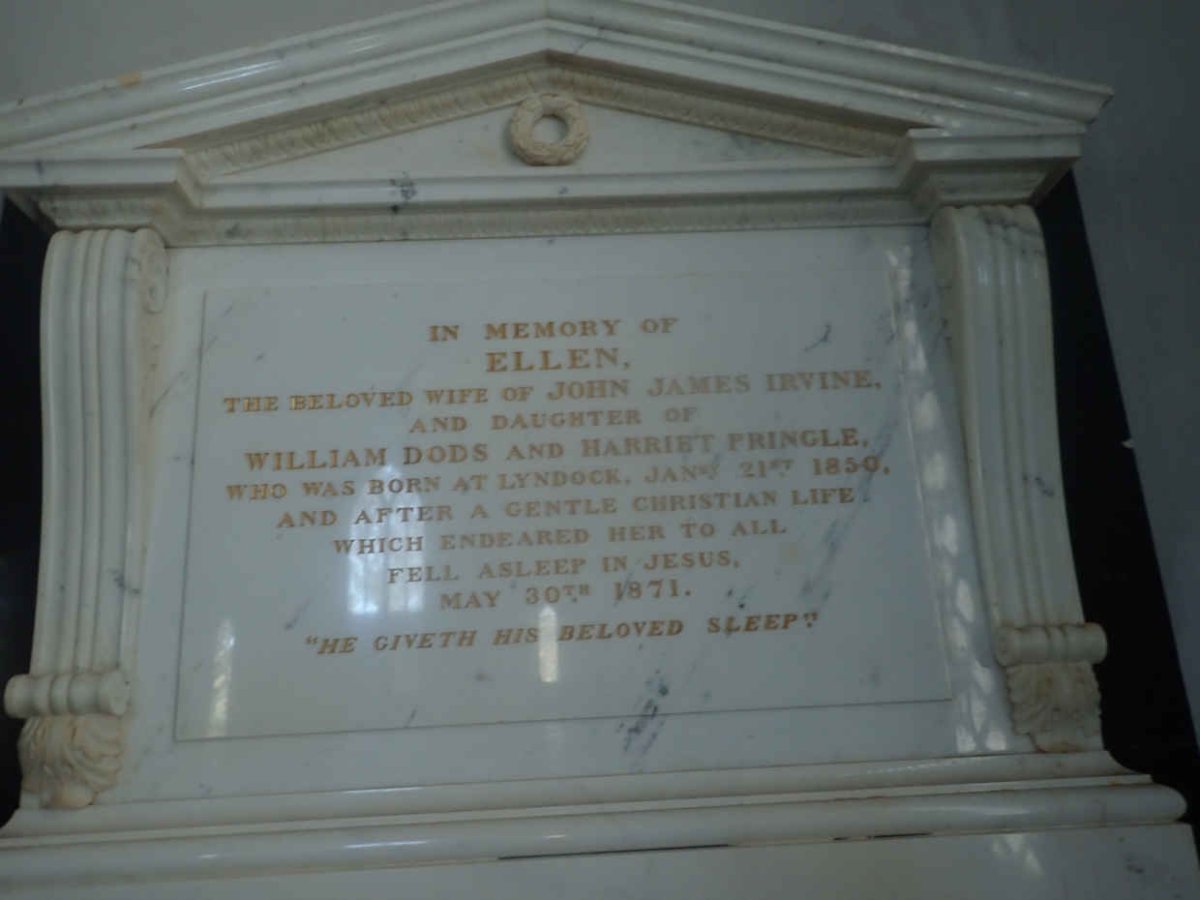 IN MEMORY OF
ELLEN,
THE BELOVED WIFE OF JOHN JAMES IRVINE,
AND DAUGHTER OF
WILLIAM DODS AND HARRIET PRINGLE,
WHO WAS BORN AT LYNDOCK, JANRY 21ST 1850,
AND AFTER A GENTLE CHRISTIAN LIFE
WHICH ENDEARED HER TO ALL
FELL ASLEEP IN JESUS,
MAY 30TH 1871.
"HE GIVETH HIS BELOVED SLEEP"